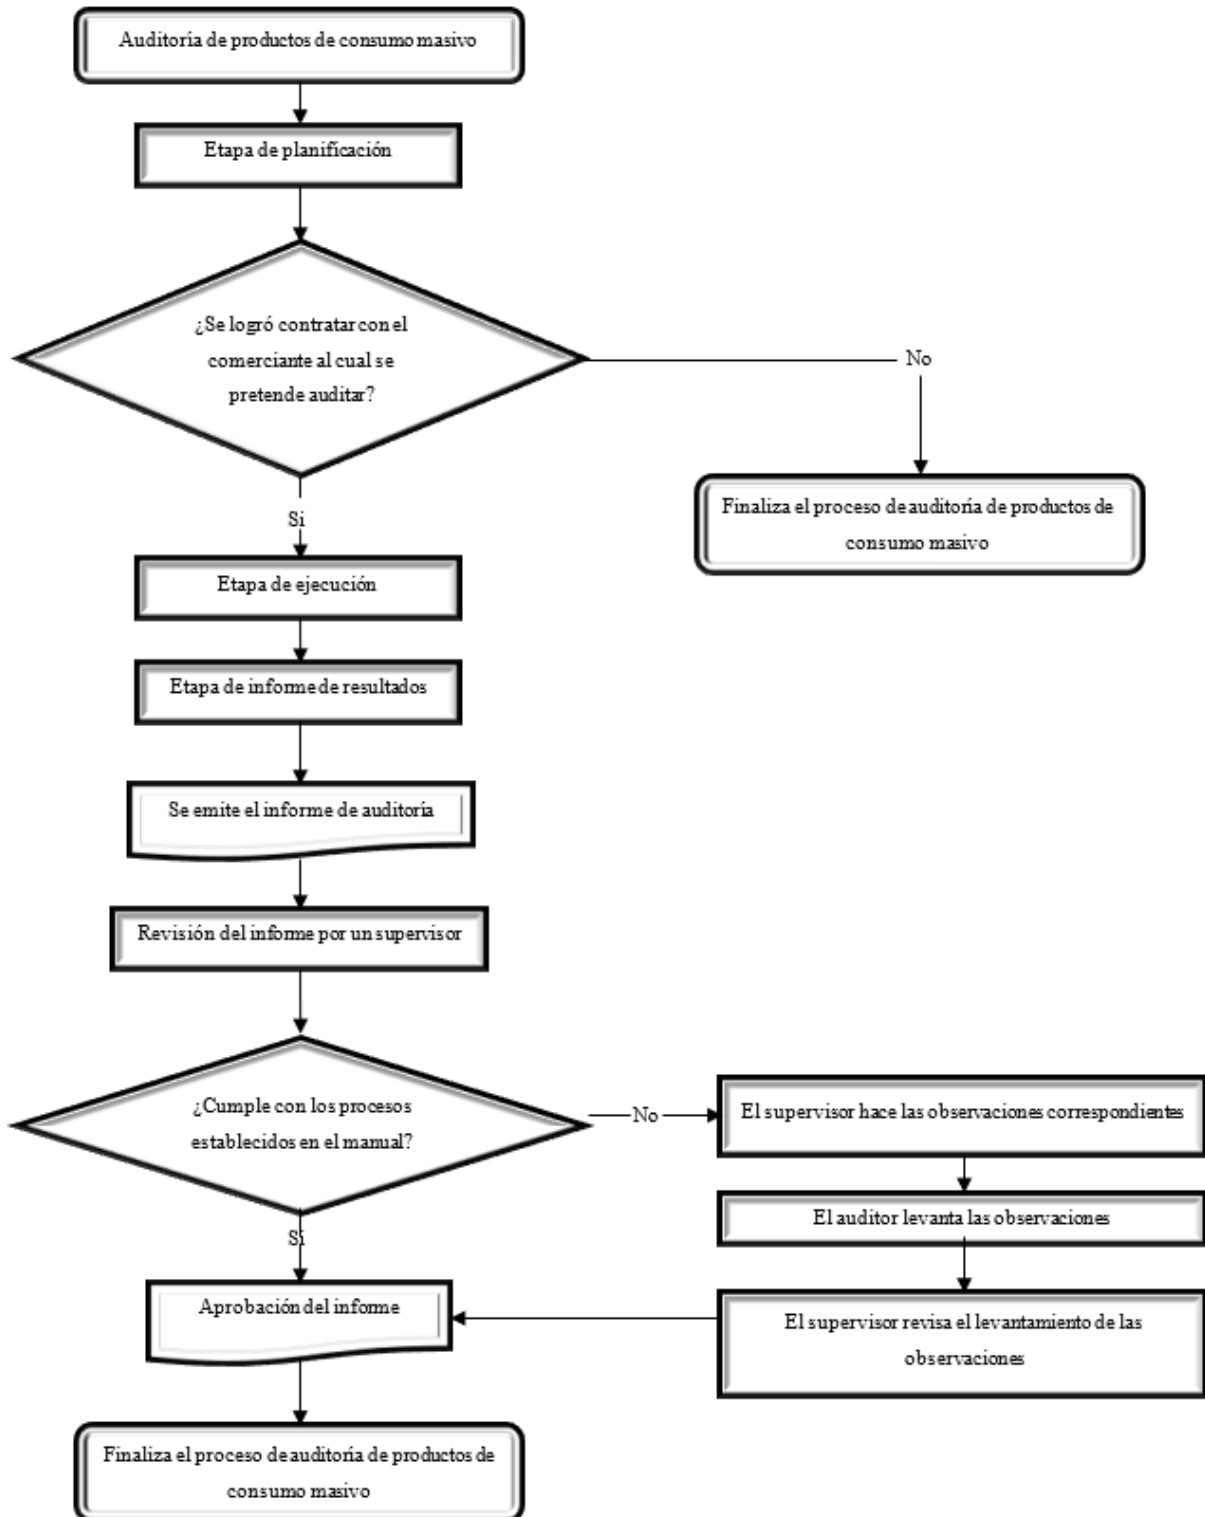 Auditoría de productos de consumo masivo
Etapa de planificación
¿Se logró contratar con el
comerciante al cual se
pretende auditar?
No
Finaliza el proceso de auditoría de productos de
consumo masivo
Si
Etapa de ejecución
Etapa de informe de resultados
Se emite el informe de auditoría
Revisión del informe por un supervisor
¿Cumple con los procesos
establecidos en el manual?
No
El supervisor hace las observaciones correspondientes
El auditor levanta las observaciones
El supervisor revisa el levantamiento de las
observaciones
Si
Aprobación del informe
Finaliza el proceso de auditoría de productos de
consumo masivo